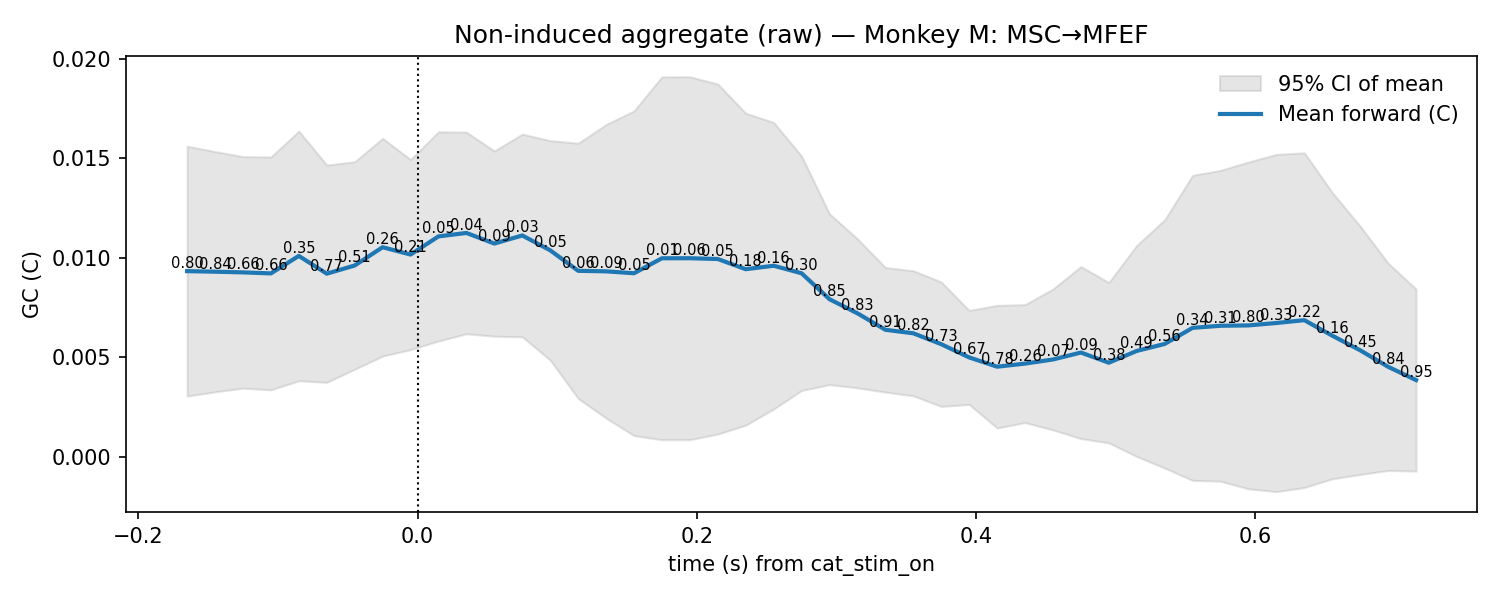 Non-induced aggregate (raw) — Monkey M: MSC→MFEF
95% CI of mean
Mean forward (C)
GC (C)
0.020
0.015
0.010
0.005
0.000
0.80 0.84 0.66 0.66 0.35 0.77 0.51 0.26 0.21 0.05 0.04 0.09 0.03 0.05 0.06 0.09 0.05 0.01 0.06 0.05 0.18 0.16 0.30 0.85 0.83 0.91 0.82 0.73 0.67 0.78 0.26 0.07 0.09 0.38 0.49 0.56 0.34 0.31 0.80 0.33 0.22 0.16 0.45 0.84 0.95
−0.2 0.0 0.2 0.4 0.6
time (s) from cat_stim_on